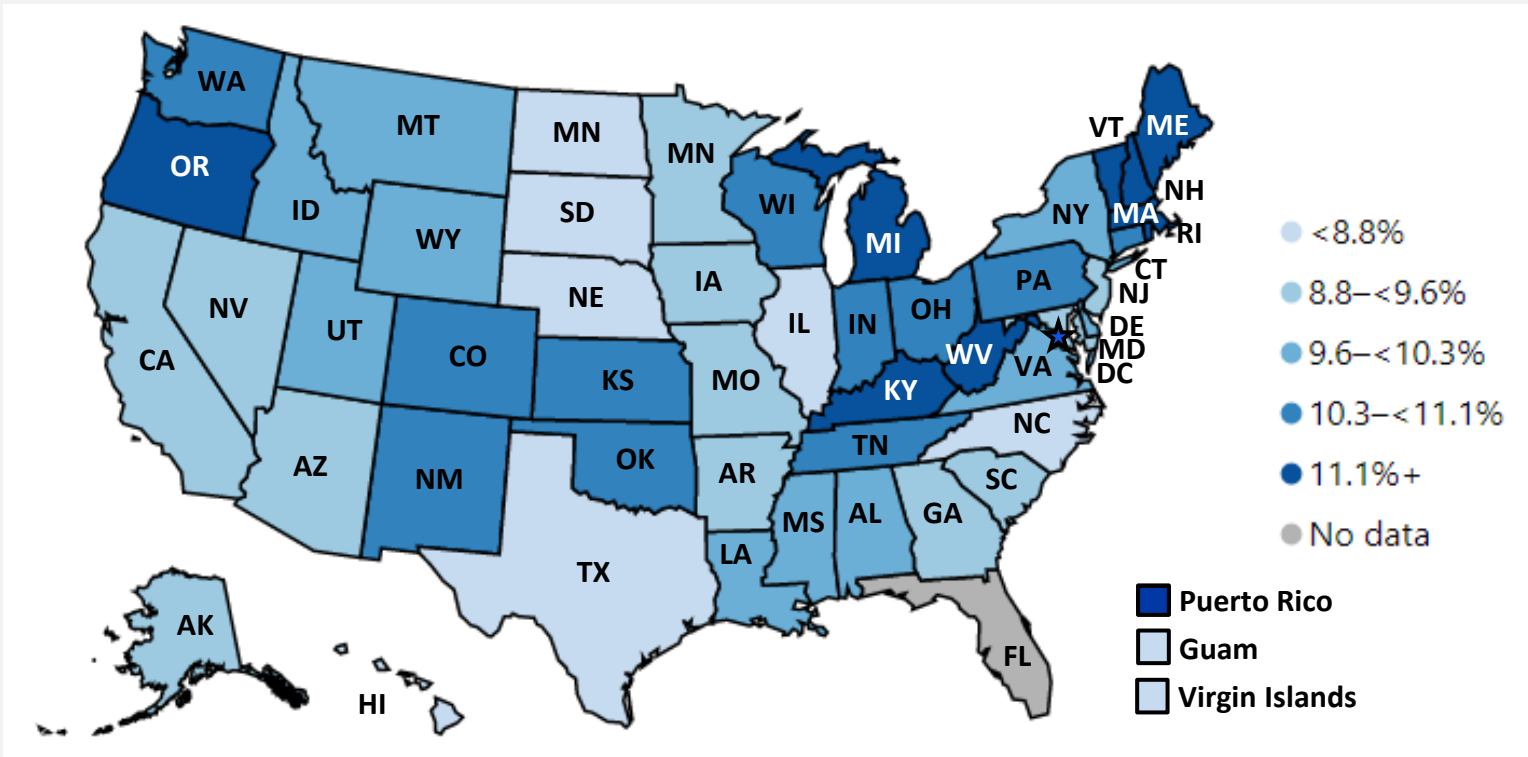 WA
MT
MN
MN
VT
ME
OR
ID
WY
SD
WI
MI
NY
MA
NH
RI
CT
NV
UT
CO
NE
IA
IL
IN
OH
PA
NJ
DE
MD
DC
CA
KS
MO
WV
VA
KY
NC
AZ
NM
OK
AR
TN
SC
TX
LA
MS
AL
GA
FL
AK
HI
<8.8%
8.8–<9.6%
9.6–<10.3%
10.3–<11.1%
11.1%+
No data
Puerto Rico
Guam
Virgin Islands